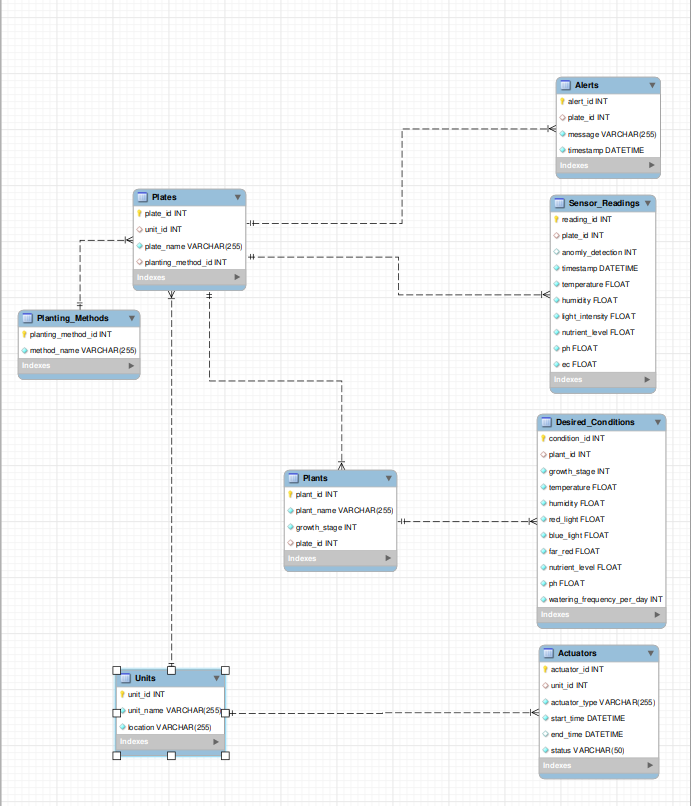 Alerts
alert_id INT
plate_id INT
message VARCHAR(255)
timestamp DATETIME
Indexes
Plates
plate_id INT
unit_id INT
plate_name VARCHAR(255)
planting_method_id INT
Indexes
Sensor_Readings
reading_id INT
plate_id INT
anomly_detection INT
timestamp DATETIME
temperature FLOAT
humidity FLOAT
light_intensity FLOAT
nutrient_level FLOAT
ph FLOAT
ec FLOAT
Indexes
Planting_Methods
planting_method_id INT
method_name VARCHAR(255)
Indexes
Desired_Conditions
condition_id INT
plant_id INT
growth_stage INT
temperature FLOAT
humidity FLOAT
red_light FLOAT
blue_light FLOAT
far_red FLOAT
nutrient_level FLOAT
ph FLOAT
watering_frequency_per_day INT
Indexes
Plants
plant_id INT
plant_name VARCHAR(255)
growth_stage INT
plate_id INT
Indexes
Units
unit_id INT
unit_name VARCHAR(255)
location VARCHAR(255)
Indexes
Actuators
actuator_id INT
unit_id INT
actuator_type VARCHAR(255)
start_time DATETIME
end_time DATETIME
status VARCHAR(50)
Indexes